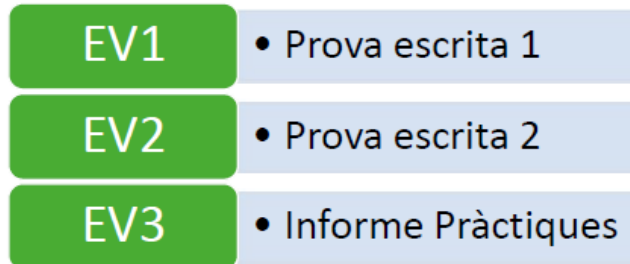 EV1
• Prova escrita 1
EV2
• Prova escrita 2
EV3
• Informe Pràctiques